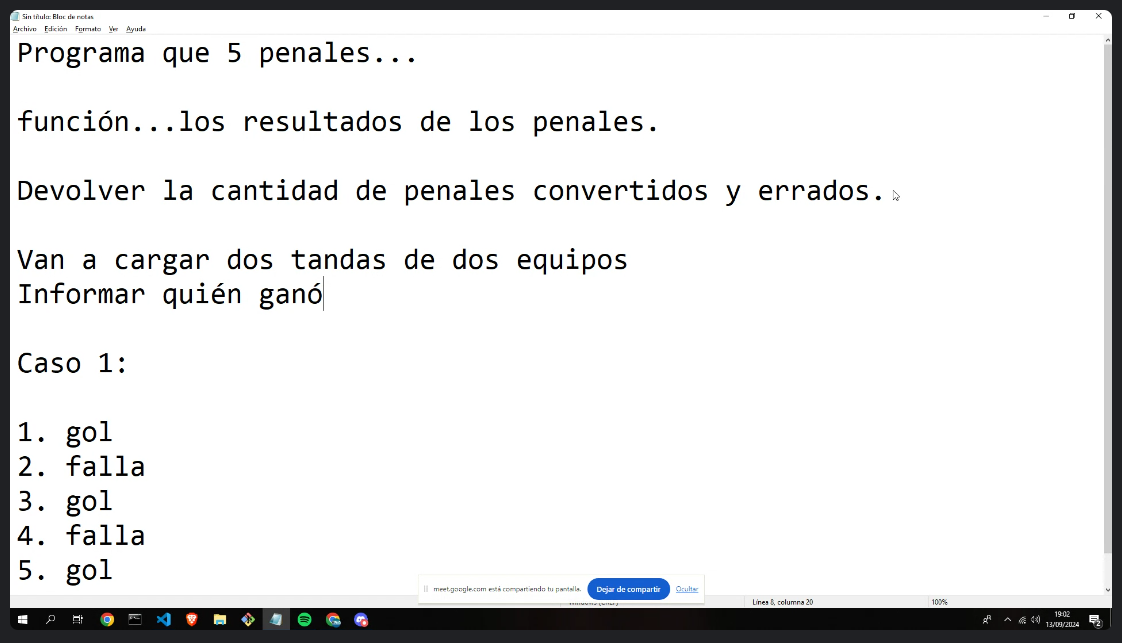 Sin título: Bloc de notas
Archivo Edición Formato Ver Ayuda
Programa que 5 penales...
función...los resultados de los penales.
Devolver la cantidad de penales convertidos y errados.
Van a cargar dos tandas de dos equipos
Informar quién ganó
Caso 1:
1. gol
2. falla
3. gol
4. falla
5. gol
meet.google.com está compartiendo tu pantalla.
Dejar de compartir
Ocultar
Línea 8, columna 20
100%
19:02
13/09/2024
2